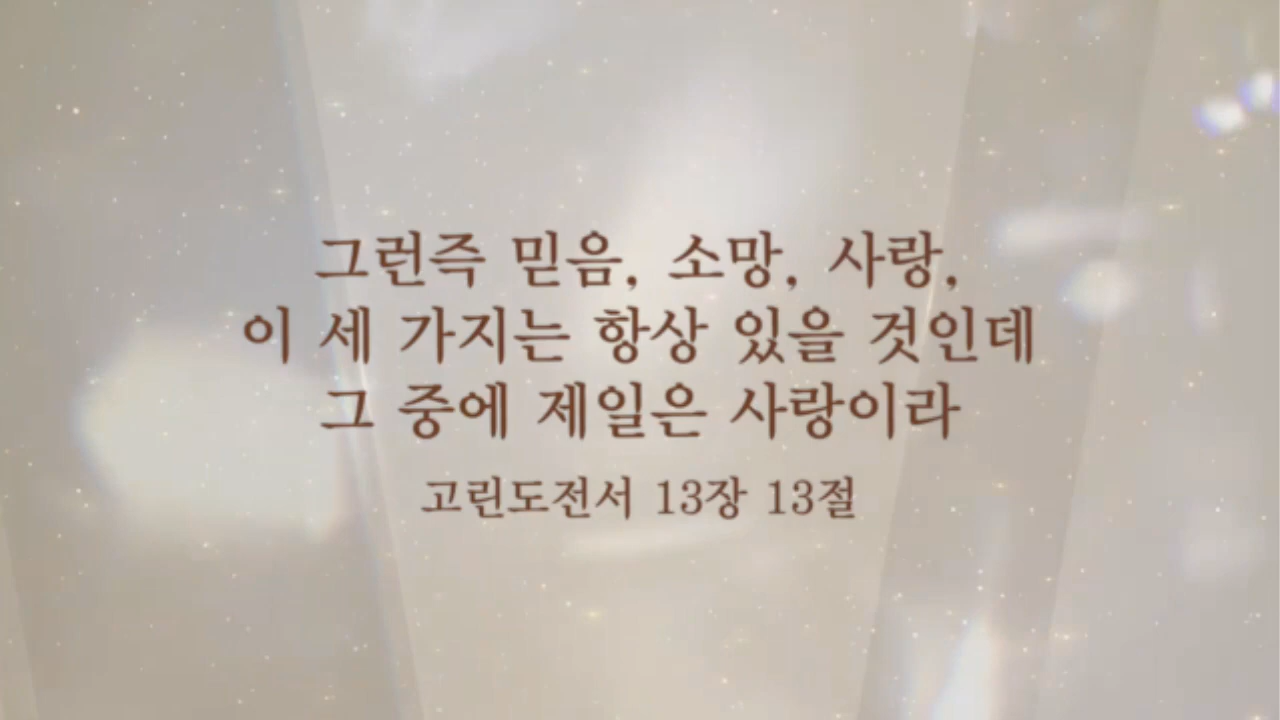 그런즉 믿음, 소망, 사랑,
이 세 가지는 항상 있을 것인데
그 중에 제일은 사랑이라
고린도전서 13장 13절